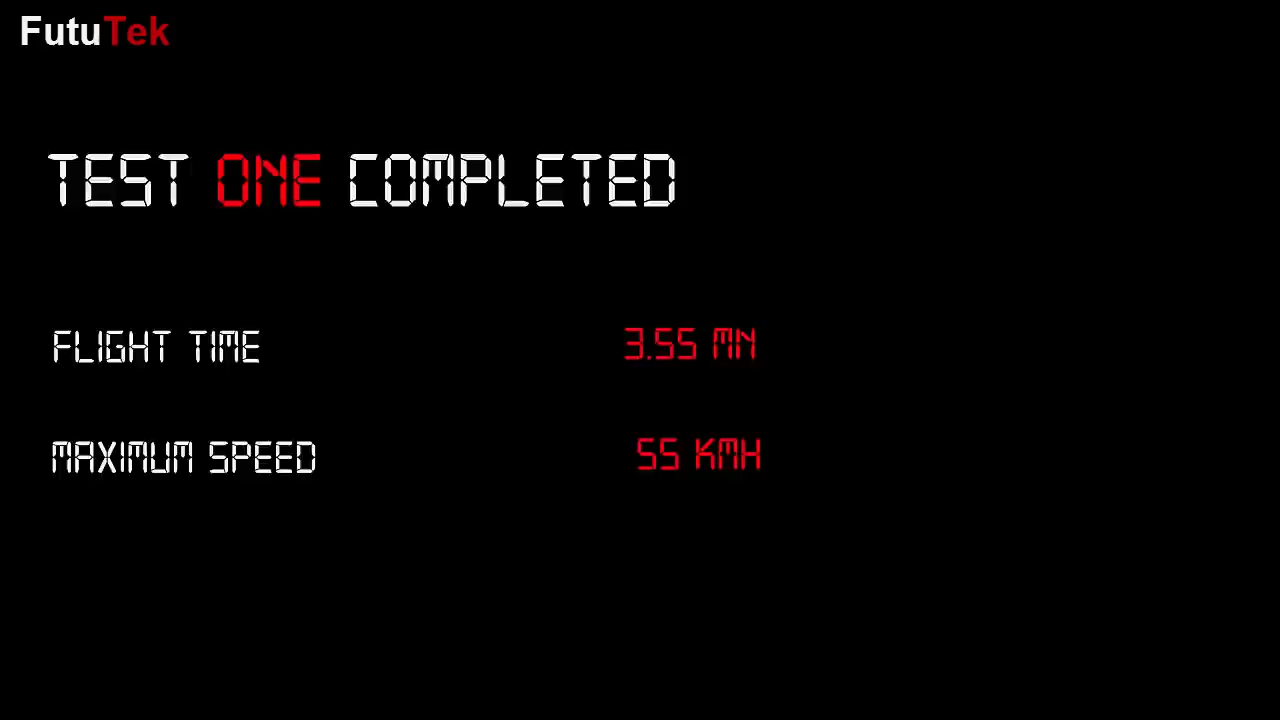 FutuTek
TEST ONE COMPLETED
FLIGHT TIME 3.55 MN
MAXIMUM SPEED 55 KMH